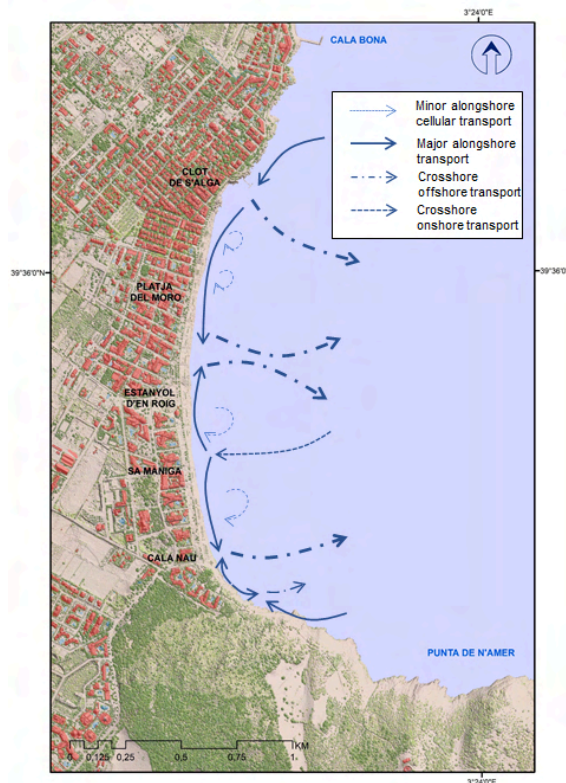 3°24'0"E
CALA BONA
Minor alongshore
cellular transport
Major alongshore
transport
Crosshore
offshore transport
Crosshore
onshore transport
CLOT
DE S'ALGA
39°36'0"N
39°36'0"N
PLATJA
DEL MORO
ESTANYOL
D'EN ROIG
SA MANIGA
CALA NAU
PUNTA DE N'AMER
KM
0 0,125 0,25 0,5 0,75 1
3°24'0"E